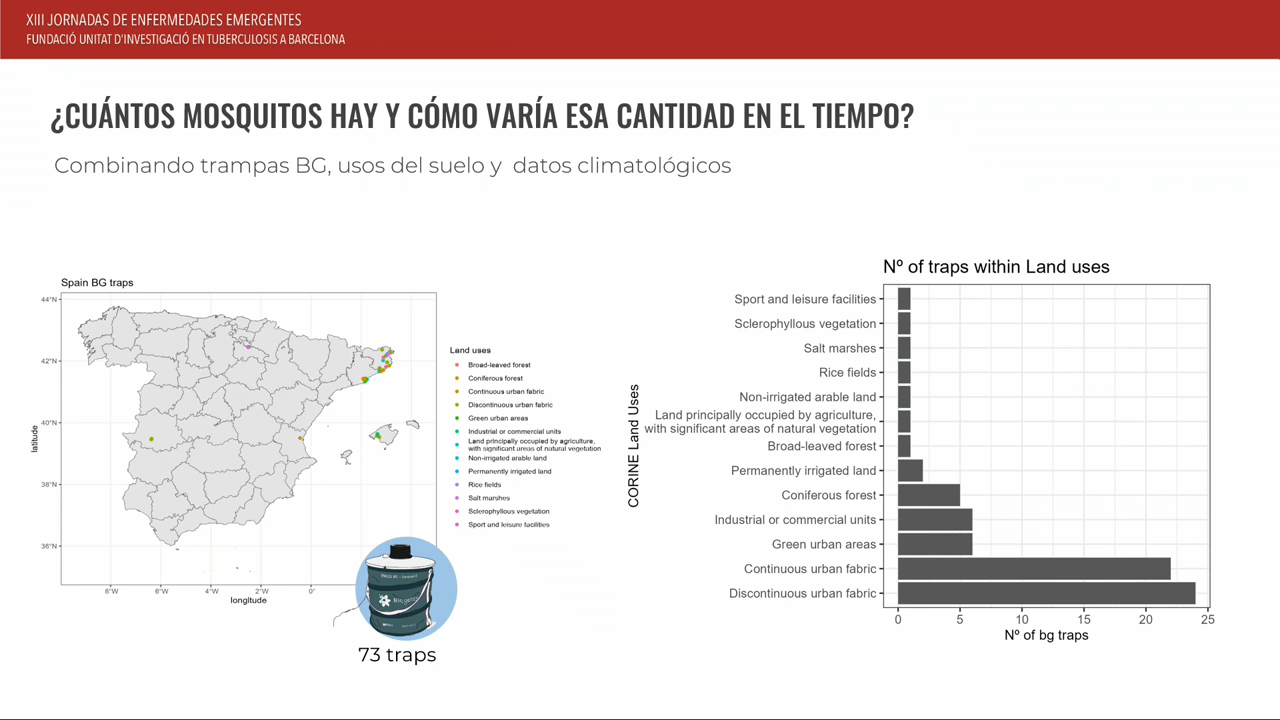 XIII JORNADAS DE ENFERMEDADES EMERGENTES
FUNDACIÓ UNITAT D'INVESTIGACIÓ EN TUBERCULOSIS A BARCELONA
¿CUÁNTOS MOSQUITOS HAY Y CÓMO VARÍA ESA CANTIDAD EN EL TIEMPO?
Combinando trampas BG, usos del suelo y datos climatológicos
Spain BG traps
44°N
42°N
40°N
38°N
36°N
latitude
8°W
6°W
4°W
2°W
0°
longitude
Land uses
Broad-leaved forest
Coniferous forest
Continuous urban fabric
Discontinuous urban fabric
Green urban areas
Industrial or commercial units
Land principally occupied by agriculture,
with significant areas of natural vegetation
Non-irrigated arable land
Permanently irrigated land
Rice fields
Salt marshes
Sclerophyllous vegetation
Sport and leisure facilities
73 traps
Nº of traps within Land uses
CORINE Land Uses
Sport and leisure facilities
Sclerophyllous vegetation
Salt marshes
Rice fields
Non-irrigated arable land
Land principally occupied by agriculture,
with significant areas of natural vegetation
Broad-leaved forest
Permanently irrigated land
Coniferous forest
Industrial or commercial units
Green urban areas
Continuous urban fabric
Discontinuous urban fabric
0
5
10
15
20
25
Nº of bg traps